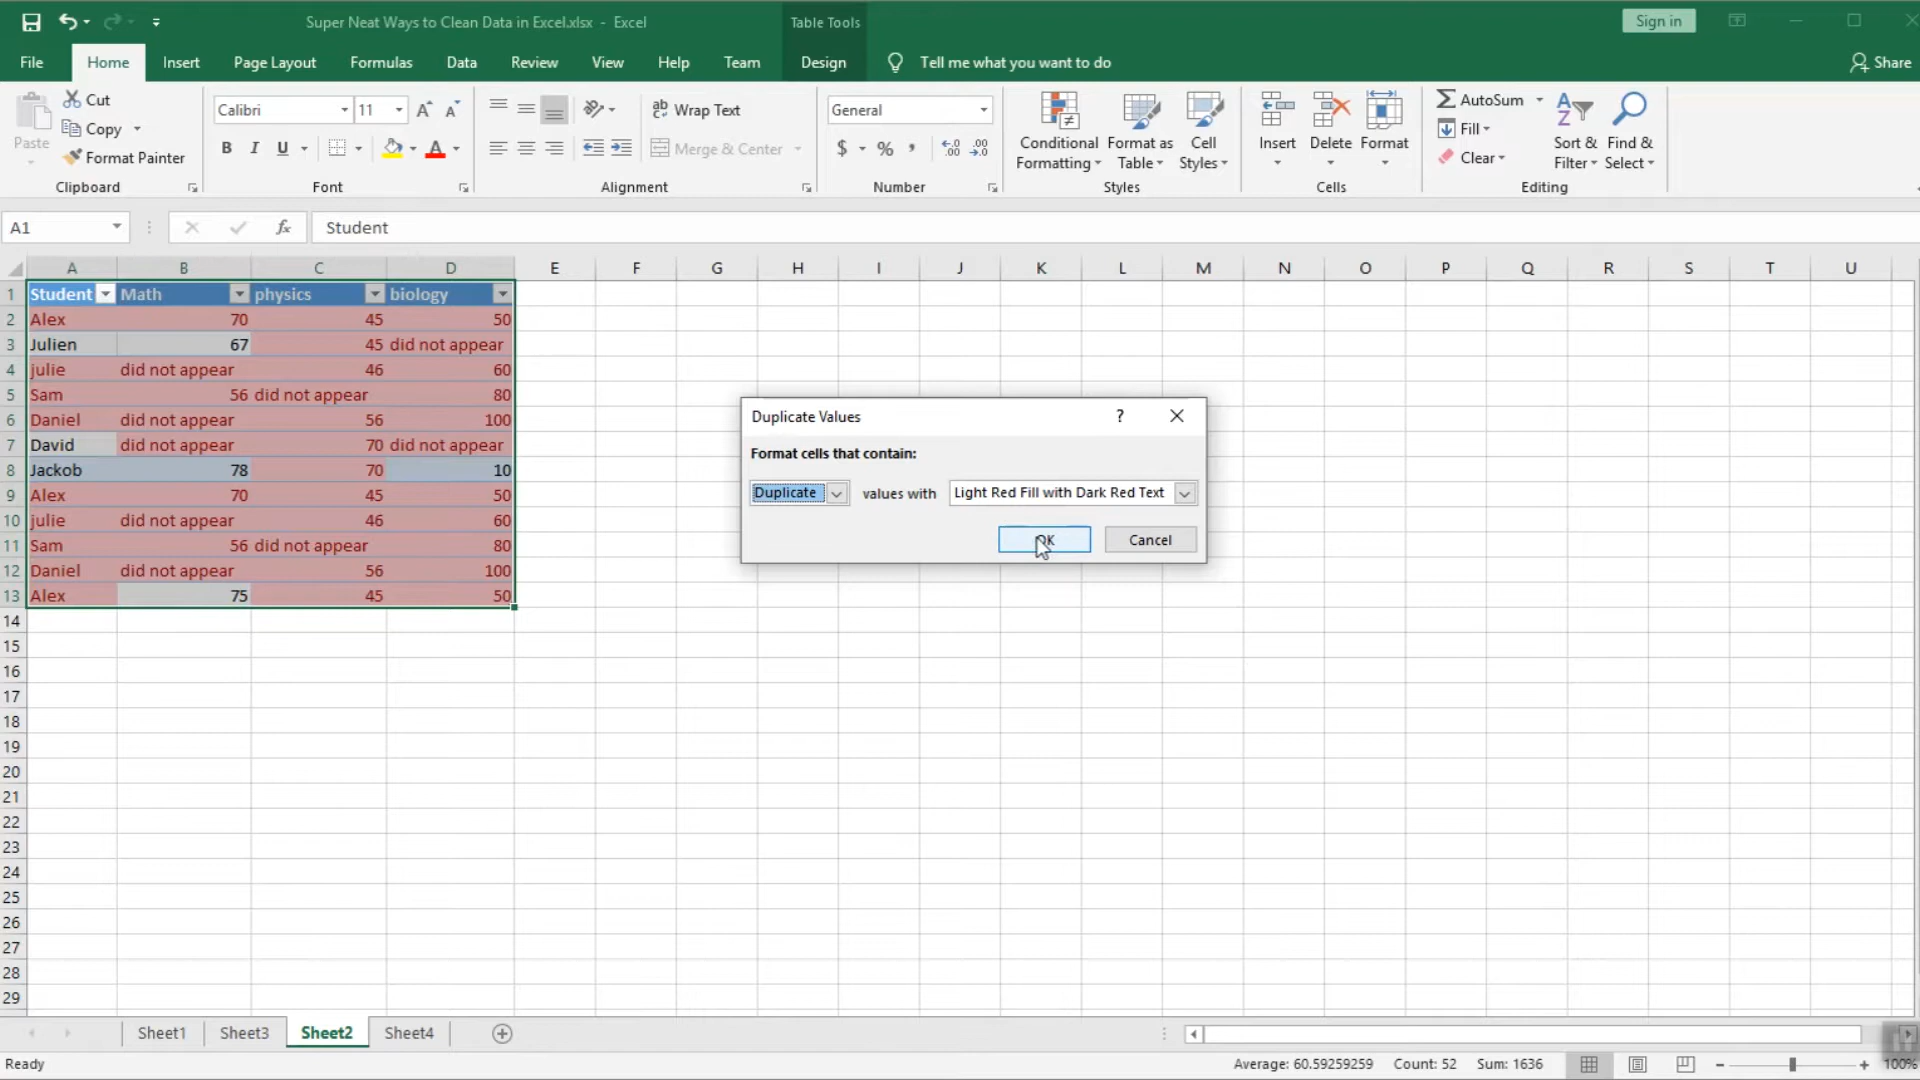 Super Neat Ways to Clean Data in Excel.xlsx - Excel
Table Tools
Sign in
File Home Insert Page Layout Formulas Data Review View Help Team Design Tell me what you want to do Share
Paste
Cut
Copy
Format Painter
Clipboard
Calibri 11
B I U
Font
Wrap Text
Merge & Center
Alignment
General
$ % ,
Number
Conditional Formatting
Format as Table
Cell Styles
Styles
Insert Delete Format
Cells
AutoSum
Fill
Clear
Sort & Filter
Find & Select
Editing
A1 fx Student
A B C D E F G H I J K L M N O P Q R S T U
1 Student Math physics biology
2 Alex 70 45 50
3 Julien 67 45 did not appear
4 julie did not appear 46 60
5 Sam 56 did not appear 80
6 Daniel did not appear 56 100
7 David did not appear 70 did not appear
8 Jackob 78 70 10
9 Alex 70 45 50
10 julie did not appear 46 60
11 Sam 56 did not appear 80
12 Daniel did not appear 56 100
13 Alex 75 45 50
14
15
16
17
18
19
20
21
22
23
24
25
26
27
28
29
Duplicate Values ?
Format cells that contain:
Duplicate values with Light Red Fill with Dark Red Text
OK Cancel
Sheet1 Sheet3 Sheet2 Sheet4
Ready Average: 60.59259259 Count: 52 Sum: 1636 100%